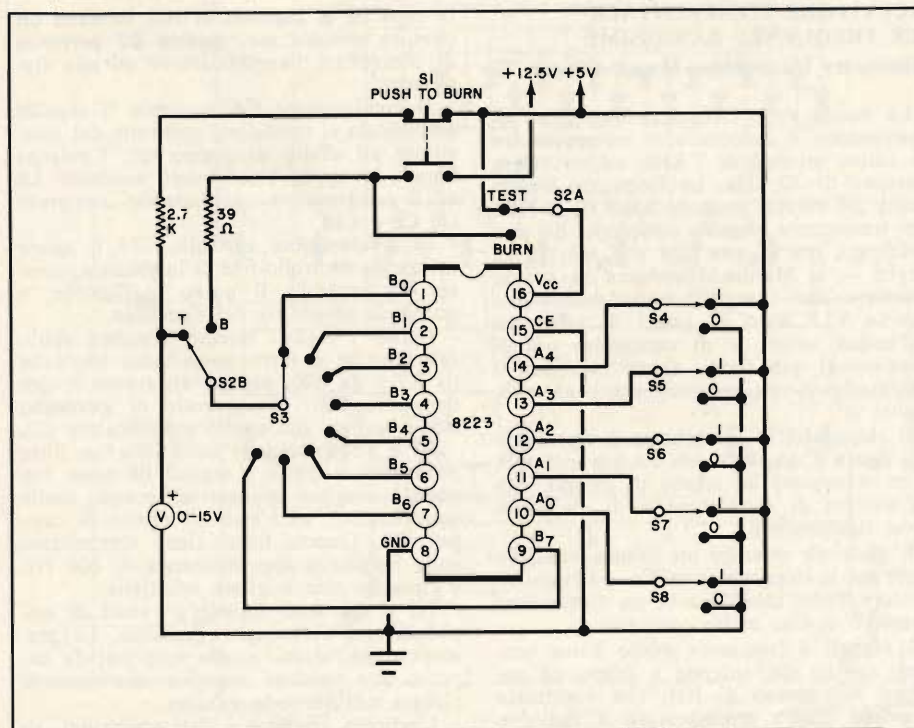 S1
PUSH TO BURN
+12.5V +5V
2.7 K
39 Ω
TEST
S2A
BURN
T
B
S2B
S3
B0 1
B1 2
B2 3
B3 4
B4 5
B5 6
B6 7
GND 8
8223
Vcc 16
CE 15
A4 14
A3 13
A2 12
A1 11
A0 10
B7 9
S4 1
0
S5 1
0
S6 1
0
S7 1
0
S8 1
0
+
V 0-15V